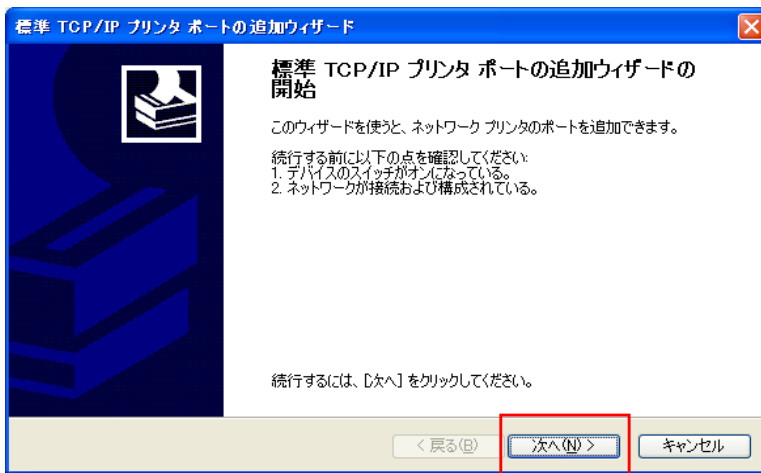 標準 TCP/IP プリンタ ポートの追加ウィザード
標準 TCP/IP プリンタ ポートの追加ウィザードの
開始
このウィザードを使うと、ネットワーク プリンタのポートを追加できます。
続行する前に以下の点を確認してください:
1. デバイスのスイッチがオンになっている。
2. ネットワークが接続および構成されている。
続行するには、[次へ] をクリックしてください。
< 戻る(B)
次へ(N) >
キャンセル